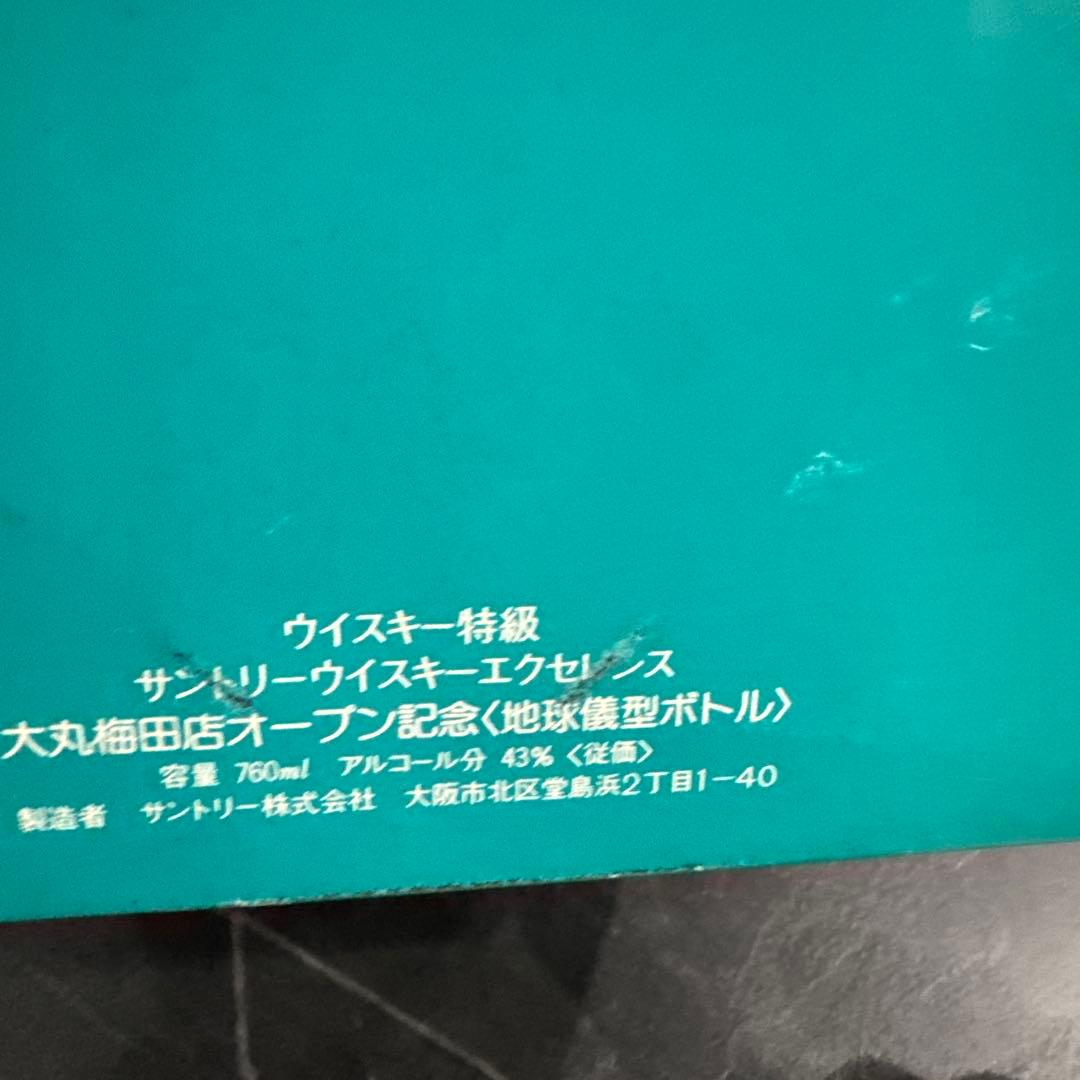 ウイスキー特級
サントリーウイスキーエクセレンス
大丸梅田店オープン記念〈地球儀型ボトル〉
容量 760ml アルコール分 43% 〈従価〉
製造者 サントリー株式会社 大阪市北区堂島浜2丁目1-40